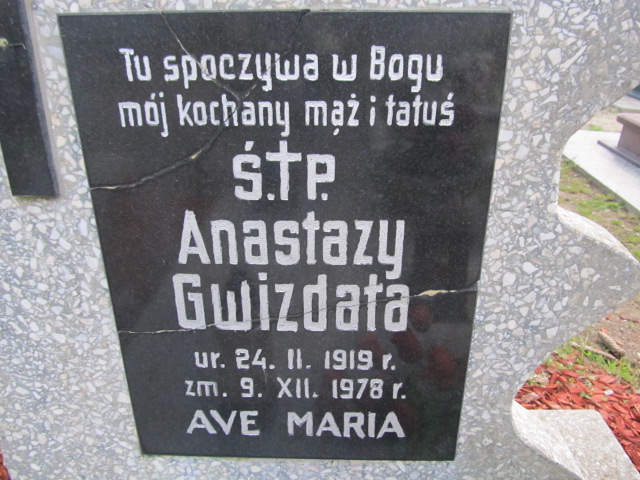 Tu spoczywa w Bogu
mój kochany mąż i tatuś
Ś.†P.
Anastazy
Gwizdała
ur. 24. II. 1919 r.
zm. 9. XII. 1978 r.
AVE MARIA